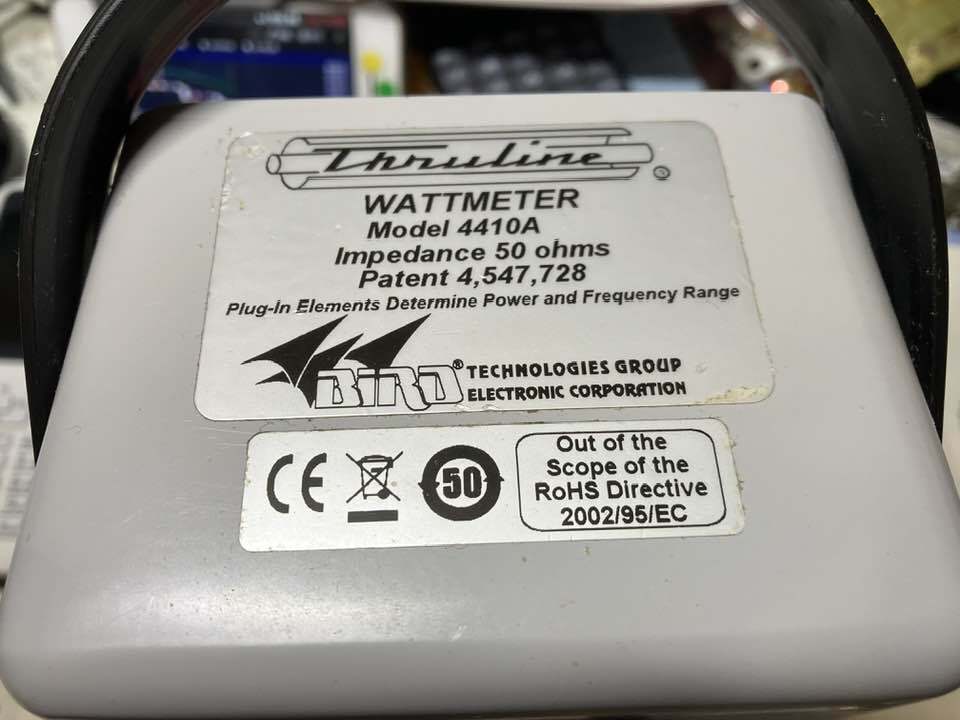 Thruline ®
WATTMETER
Model 4410A
Impedance 50 ohms
Patent 4,547,728
Plug-In Elements Determine Power and Frequency Range
BIRD® TECHNOLOGIES GROUP
ELECTRONIC CORPORATION
CE 50
Out of the
Scope of the
RoHS Directive
2002/95/EC